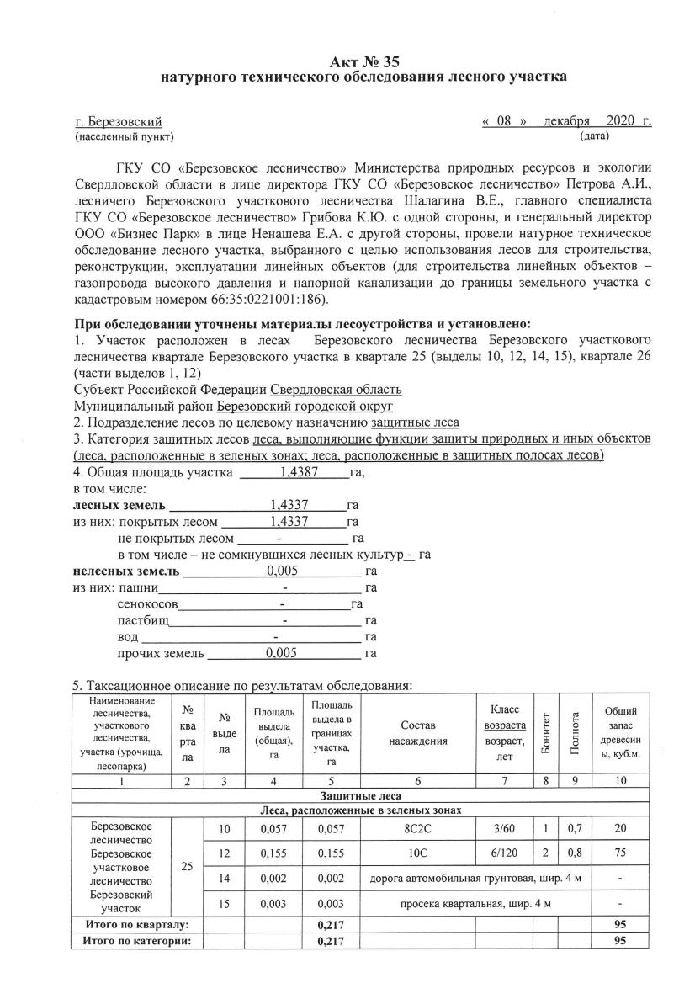 Акт № 35
натурного технического обследования лесного участка
г. Березовский
« 08 » декабря 2020 г.
(населенный пункт)
(дата)
ГКУ СО «Березовское лесничество» Министерства природных ресурсов и экологии
Свердловской области в лице директора ГКУ СО «Березовское лесничество» Петрова А.И.,
лесничего Березовского участкового лесничества Шалагина В.Е., главного специалиста
ГКУ СО «Березовское лесничество» Грибова К.Ю. с одной стороны, и генеральный директор
ООО «Бизнес Парк» в лице Ненашева Е.А. с другой стороны, провели натурное техническое
обследование лесного участка, выбранного с целью использования лесов для строительства,
реконструкции, эксплуатации линейных объектов (для строительства линейных объектов –
газопровода высокого давления и напорной канализации до границы земельного участка с
кадастровым номером 66:35:0221001:186).
При обследовании уточнены материалы лесоустройства и установлено:
1. Участок расположен в лесах Березовского лесничества Березовского участкового
лесничества квартале Березовского участка в квартале 25 (выделы 10, 12, 14, 15), квартале 26
(части выделов 1, 12)
Субъект Российской Федерации Свердловская область
Муниципальный район Березовский городской округ
2. Подразделение лесов по целевому назначению защитные леса
3. Категория защитных лесов леса, выполняющие функции защиты природных и иных объектов
(леса, расположенные в зеленых зонах; леса, расположенные в защитных полосах лесов)
4. Общая площадь участка 1,4387 га,
в том числе:
лесных земель 1,4337 га
из них: покрытых лесом 1,4337 га
не покрытых лесом - га
в том числе – не сомкнувшихся лесных культур - га
нелесных земель 0,005 га
из них: пашни - га
сенокосов - га
пастбищ - га
вод - га
прочих земель 0,005 га
5. Таксационное описание по результатам обследования:
Наименование лесничества, участкового лесничества, участка (урочища, лесопарка) № ква рта ла № выде ла Площадь выдела (общая), га Площадь выдела в границах участка, га Состав насаждения Класс возраста возраст, лет Бонитет Полнота Общий запас древесин ы, куб.м.
1 2 3 4 5 6 7 8 9 10
Защитные леса
Леса, расположенные в зеленых зонах
Березовское лесничество Березовское участковое лесничество Березовский участок 25
10 0,057 0,057 8С2С 3/60 1 0,7 20
12 0,155 0,155 10С 6/120 2 0,8 75
14 0,002 0,002 дорога автомобильная грунтовая, шир. 4 м -
15 0,003 0,003 просека квартальная, шир. 4 м -
Итого по кварталу: 0,217 95
Итого по категории: 0,217 95